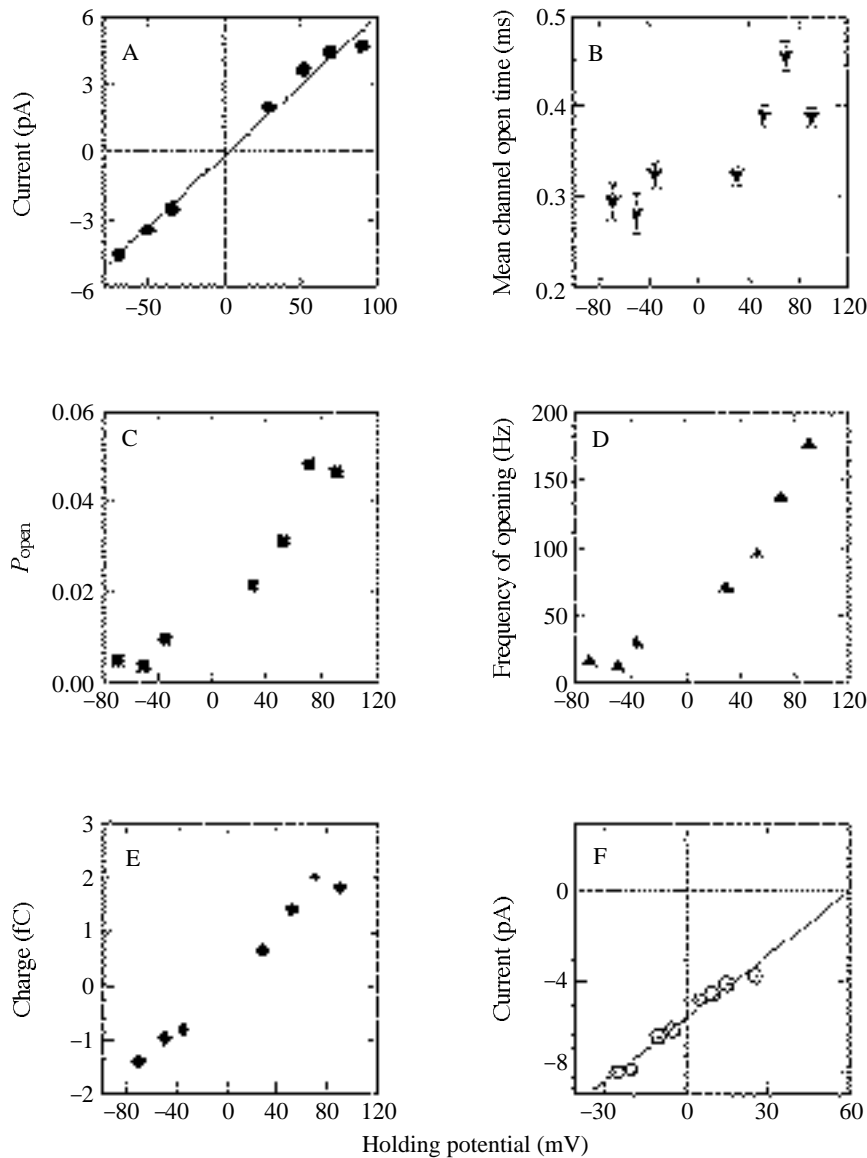 A
Current (pA)
6
3
0
−3
−6
−50 0 50 100
B
Mean channel open time (ms)
0.5
0.4
0.3
0.2
−80 −40 0 40 80 120
C
Popen
0.06
0.04
0.02
0.00
−80 −40 0 40 80 120
D
Frequency of opening (Hz)
200
150
100
50
0
−80 −40 0 40 80 120
E
Charge (fC)
3
2
1
0
−1
−2
−80 −40 0 40 80 120
F
Current (pA)
0
−4
−8
−30 0 30 60
Holding potential (mV)